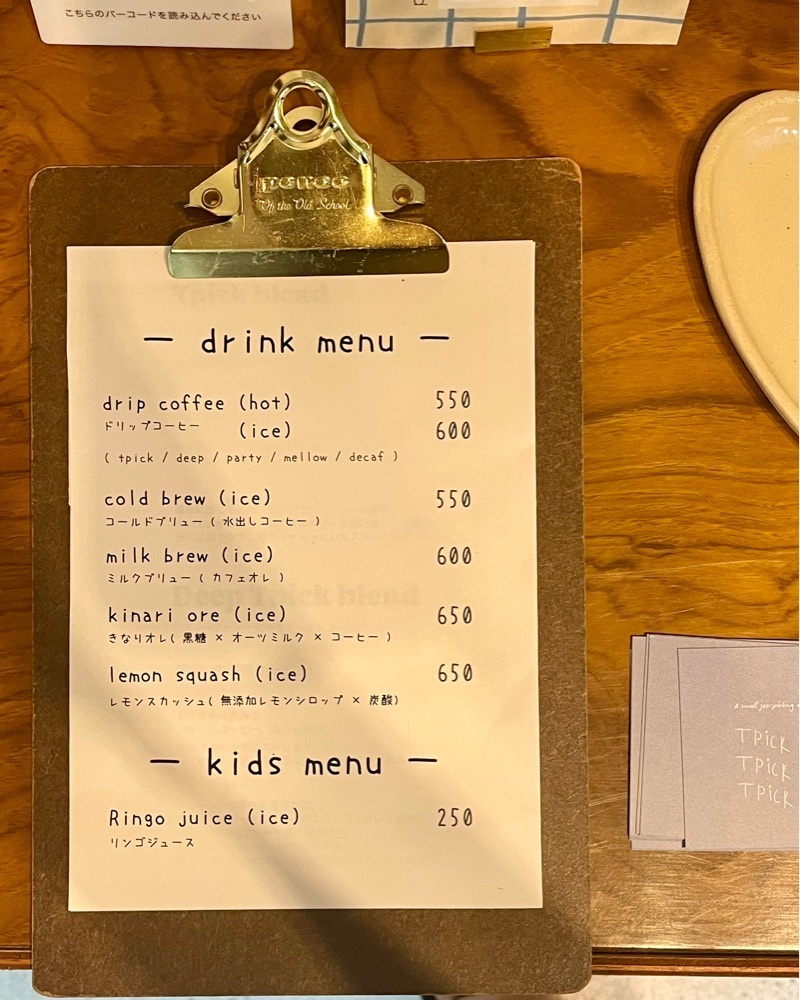 こちらのバーコードを読み込んでください
penco
Off the Old School
Tpick blend
— drink menu —
drip coffee (hot) 550
ドリップコーヒー (ice) 600
( tpick / deep / party / mellow / decaf )
cold brew (ice) 550
コールドブリュー ( 水出しコーヒー )
milk brew (ice) 600
ミルクブリュー ( カフェオレ )
Deep Tpick blend
kinari ore (ice) 650
きなりオレ( 黒糖 × オーツミルク × コーヒー )
lemon squash (ice) 650
レモンスカッシュ( 無添加レモンシロップ × 炭酸)
— kids menu —
Ringo juice (ice) 250
リンゴジュース
TPICK
TPICK
TPICK